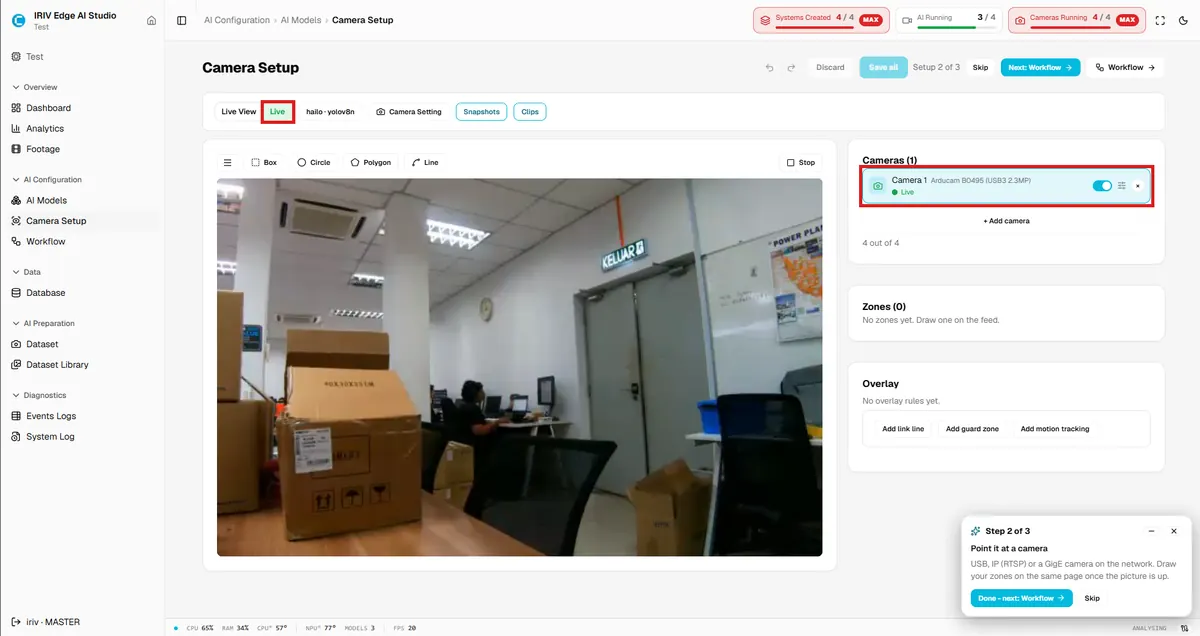 IRIV Edge AI Studio
Test
AI Configuration › AI Models › Camera Setup
Systems Created 4 / 4 MAX
AI Running 3 / 4
Cameras Running 4 / 4 MAX
Test
Overview
Dashboard
Analytics
Footage
AI Configuration
AI Models
Camera Setup
Workflow
Data
Database
AI Preparation
Dataset
Dataset Library
Diagnostics
Events Logs
System Log
iriv · MASTER
Camera Setup
Discard
Save all
Setup 2 of 3
Skip
Next: Workflow →
Workflow →
Live View
Live
hailo · yolov8n
Camera Setting
Snapshots
Clips
Box
Circle
Polygon
Line
Stop
KELUAR
POWER PLA
Cameras (1)
Camera 1 Arducam B0495 (USB3 2.3MP)
Live
+ Add camera
4 out of 4
Zones (0)
No zones yet. Draw one on the feed.
Overlay
No overlay rules yet.
Add link line
Add guard zone
Add motion tracking
Step 2 of 3
Point it at a camera
USB, IP (RTSP) or a GigE camera on the network. Draw
your zones on the same page once the picture is up.
Done - next: Workflow →
Skip
CPU 65% RAM 34% CPU° 57° NPU° 77° MODELS 3 FPS 20
ANALYSING